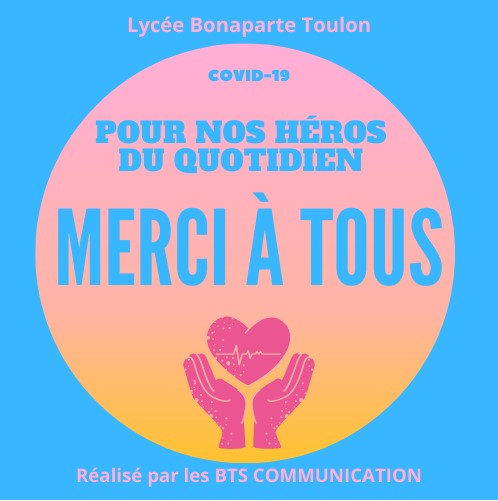 Lycée Bonaparte Toulon
COVID-19
POUR NOS HÉROS
DU QUOTIDIEN
MERCI À TOUS
Réalisé par les BTS COMMUNICATION